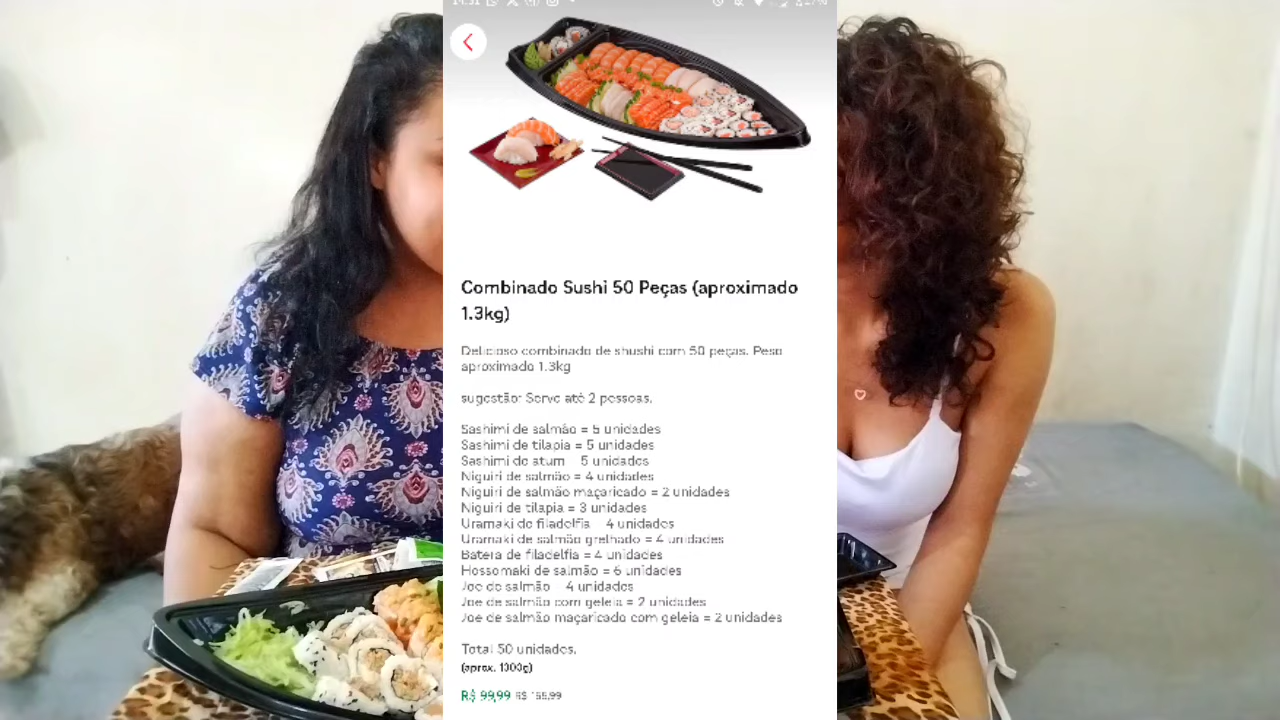 Combinado Sushi 50 Peças (aproximado
1.3kg)
Delicioso combinado de shushi com 50 peças. Peso
aproximado 1.3kg
sugestão: Serve até 2 pessoas.
Sashimi de salmão = 5 unidades
Sashimi de tilapia = 5 unidades
Sashimi de atum = 5 unidades
Niguiri de salmão = 4 unidades
Niguiri de salmão maçaricado = 2 unidades
Niguiri de tilapia = 3 unidades
Uramaki de filadelfia = 4 unidades
Uramaki de salmão grelhado = 4 unidades
Batera de filadelfia = 4 unidades
Hossomaki de salmão = 6 unidades
Joe de salmão = 4 unidades
Joe de salmão com geleia = 2 unidades
Joe de salmão maçaricado com geleia = 2 unidades
Total 50 unidades.
(aprox. 1300g)
R$ 99,99 R$